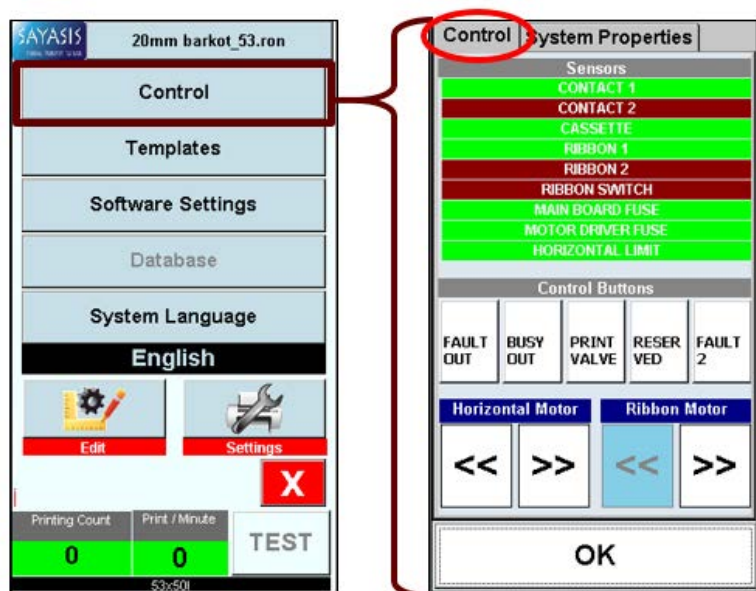 SAYASIS
20mm barkot_53.ron
Control
Templates
Software Settings
Database
System Language
English
Edit
Settings
X
Printing Count
Print / Minute
0
0
TEST
53x50l
Control
System Properties
Sensors
CONTACT 1
CONTACT 2
CASSETTE
RIBBON 1
RIBBON 2
RIBBON SWITCH
MAIN BOARD FUSE
MOTOR DRIVER FUSE
HORIZONTAL LIMIT
Control Buttons
FAULT OUT
BUSY OUT
PRINT VALVE
RESER VED
FAULT 2
Horizontal Motor
Ribbon Motor
<< >>
<< >>
OK